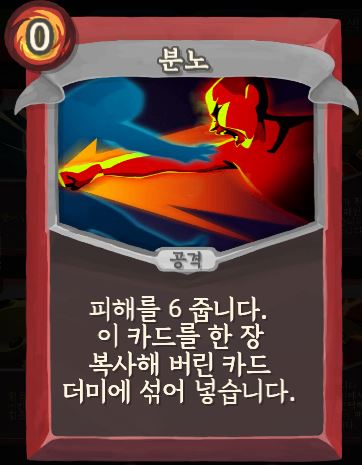 0
분노
공격
피해를 6 줍니다.
이 카드를 한 장
복사해 버린 카드
더미에 섞어 넣습니다.